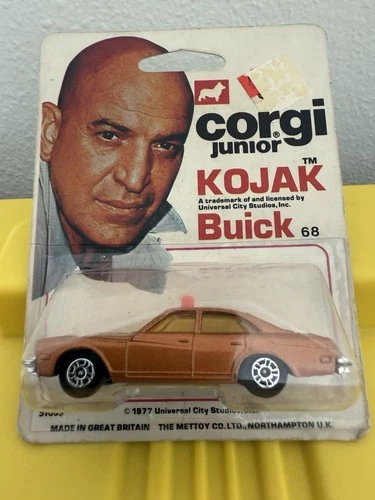 corgi®
junior
KOJAK™
A trademark of and licensed by
Universal City Studios, Inc.
Buick 68
© 1977 Universal City Studios, Inc.
MADE IN GREAT BRITAIN THE METTOY CO. LTD., NORTHAMPTON U.K.